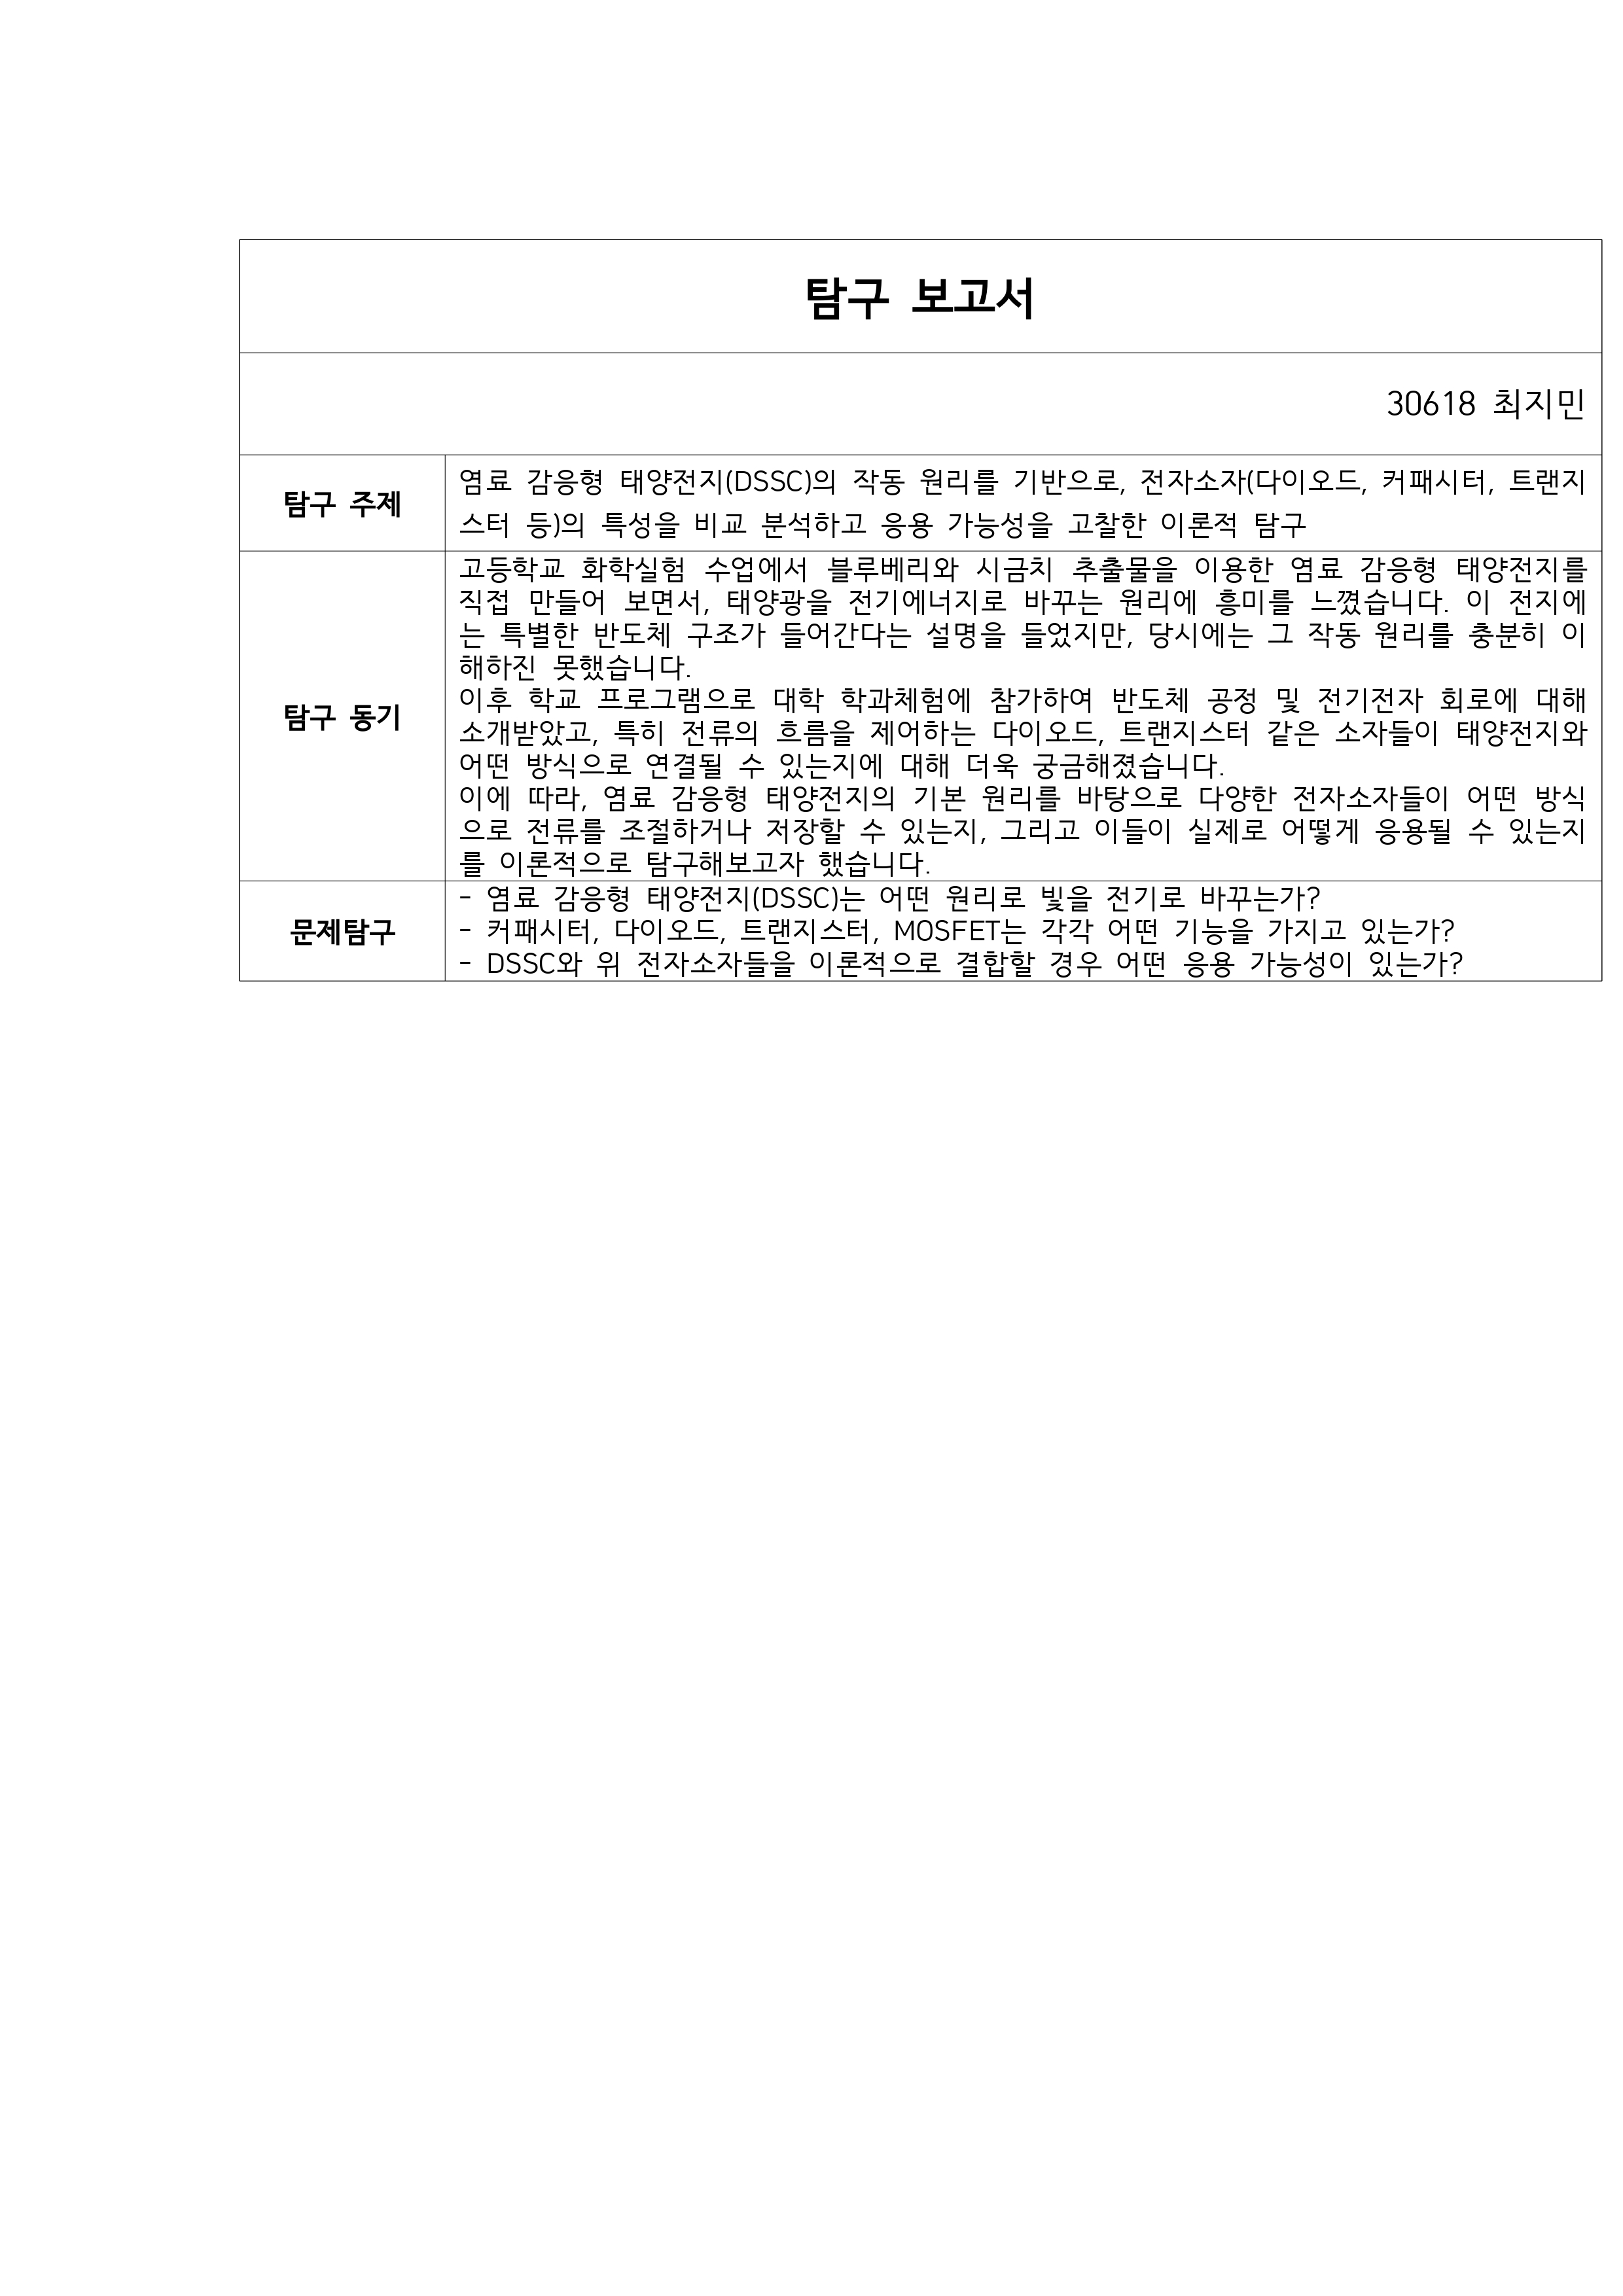 탐구 보고서
30618 최지민
탐구 주제
염료 감응형 태양전지(DSSC)의 작동 원리를 기반으로, 전자소자(다이오드, 커패시터, 트랜지
스터 등)의 특성을 비교 분석하고 응용 가능성을 고찰한 이론적 탐구
탐구 동기
고등학교 화학실험 수업에서 블루베리와 시금치 추출물을 이용한 염료 감응형 태양전지를
직접 만들어 보면서, 태양광을 전기에너지로 바꾸는 원리에 흥미를 느꼈습니다. 이 전지에
는 특별한 반도체 구조가 들어간다는 설명을 들었지만, 당시에는 그 작동 원리를 충분히 이
해하진 못했습니다.
이후 학교 프로그램으로 대학 학과체험에 참가하여 반도체 공정 및 전기전자 회로에 대해
소개받았고, 특히 전류의 흐름을 제어하는 다이오드, 트랜지스터 같은 소자들이 태양전지와
어떤 방식으로 연결될 수 있는지에 대해 더욱 궁금해졌습니다.
이에 따라, 염료 감응형 태양전지의 기본 원리를 바탕으로 다양한 전자소자들이 어떤 방식
으로 전류를 조절하거나 저장할 수 있는지, 그리고 이들이 실제로 어떻게 응용될 수 있는지
를 이론적으로 탐구해보고자 했습니다.
문제탐구
- 염료 감응형 태양전지(DSSC)는 어떤 원리로 빛을 전기로 바꾸는가?
- 커패시터, 다이오드, 트랜지스터, MOSFET는 각각 어떤 기능을 가지고 있는가?
- DSSC와 위 전자소자들을 이론적으로 결합할 경우 어떤 응용 가능성이 있는가?